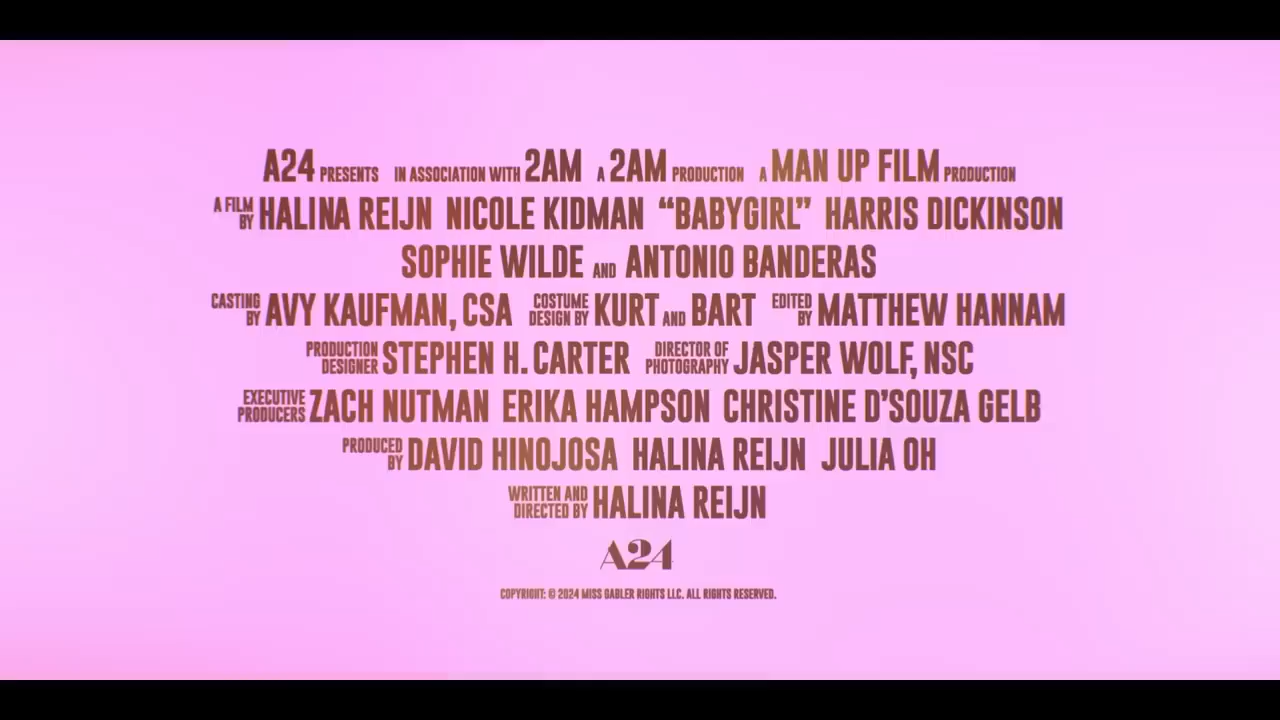 A24 PRESENTS IN ASSOCIATION WITH 2AM A 2AM PRODUCTION A MAN UP FILM PRODUCTION
A FILM BY HALINA REIJN NICOLE KIDMAN “BABYGIRL” HARRIS DICKINSON
SOPHIE WILDE AND ANTONIO BANDERAS
CASTING BY AVY KAUFMAN, CSA COSTUME DESIGN BY KURT AND BART EDITED BY MATTHEW HANNAM
PRODUCTION DESIGNER STEPHEN H. CARTER DIRECTOR OF PHOTOGRAPHY JASPER WOLF, NSC
EXECUTIVE PRODUCERS ZACH NUTMAN ERIKA HAMPSON CHRISTINE D'SOUZA GELB
PRODUCED BY DAVID HINOJOSA HALINA REIJN JULIA OH
WRITTEN AND DIRECTED BY HALINA REIJN
A24
COPYRIGHT: © 2024 MISS GABLER RIGHTS LLC. ALL RIGHTS RESERVED.